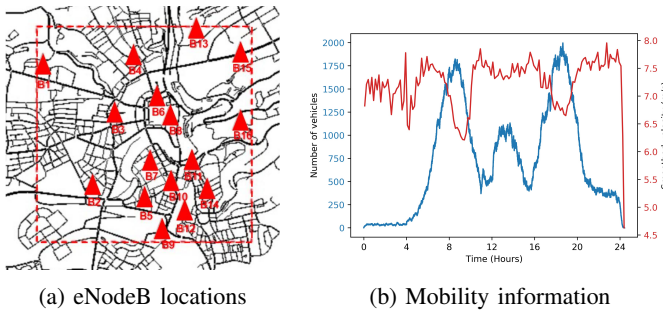 B13
B4
B15
B1
B6
B3
B8
B16
B7
B11
B2
B10
B14
B5
B12
B9
(a) eNodeB locations
2000
1750
1500
1250
1000
750
500
250
0
Number of vehicles
8.0
7.5
7.0
6.5
6.0
5.5
5.0
4.5
0 4 8 12 16 20 24
Time (Hours)
(b) Mobility information